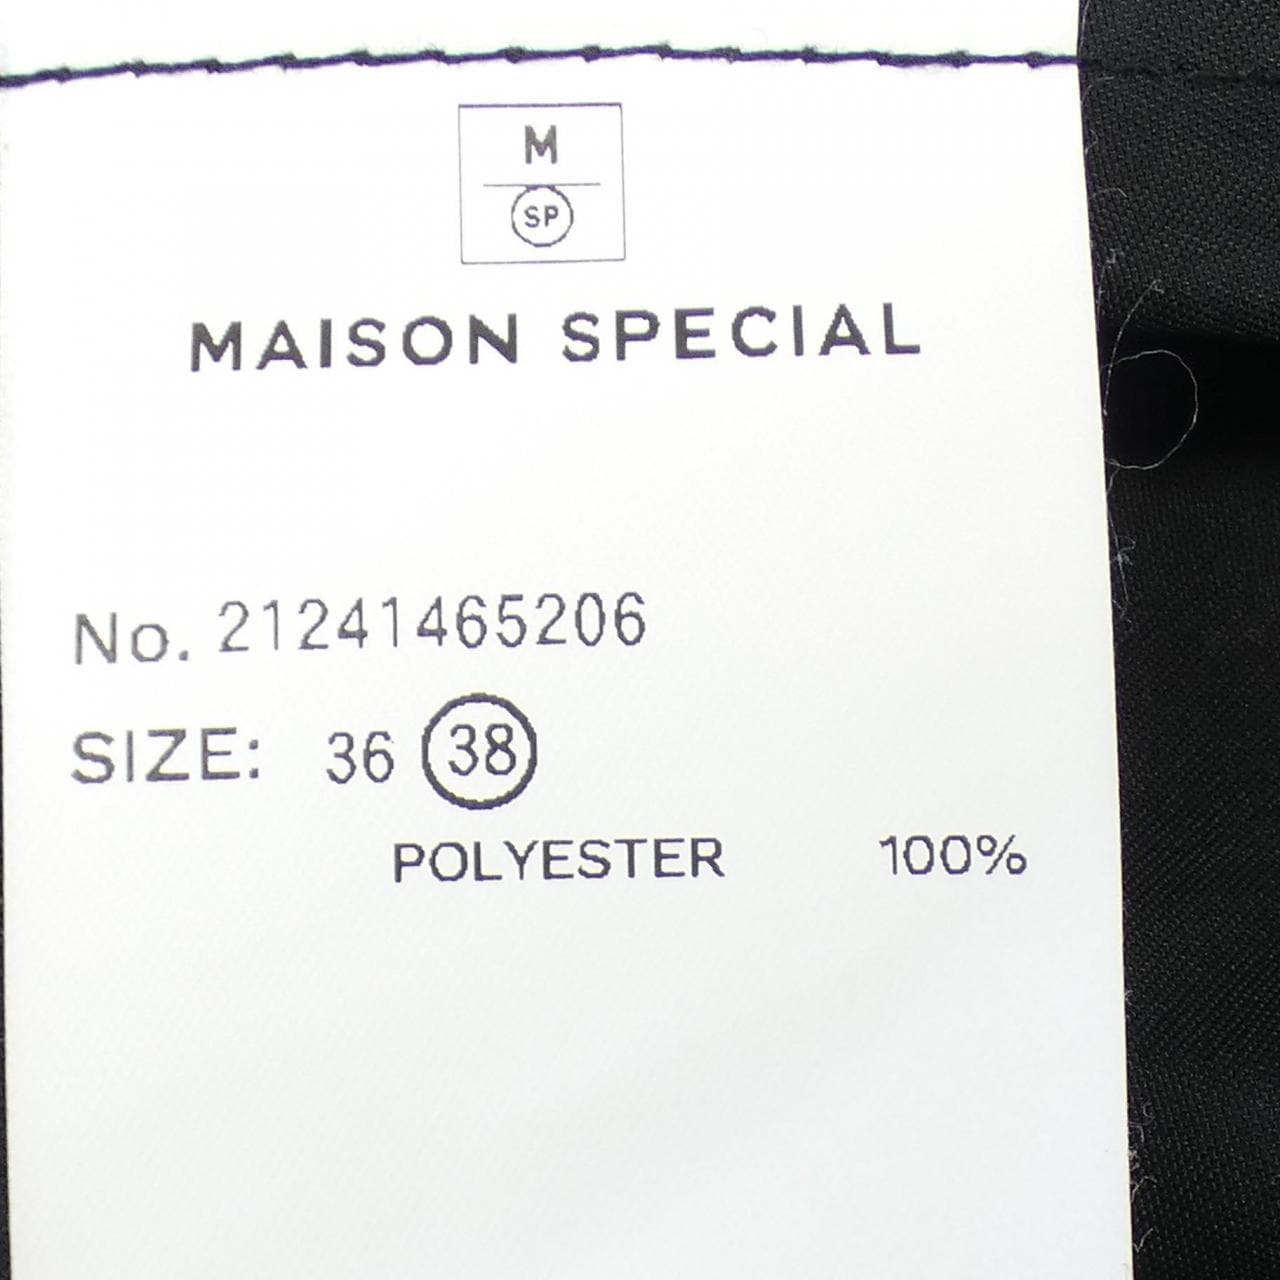 M
SP
MAISON SPECIAL
No. 21241465206
SIZE: 36 38
POLYESTER 100%